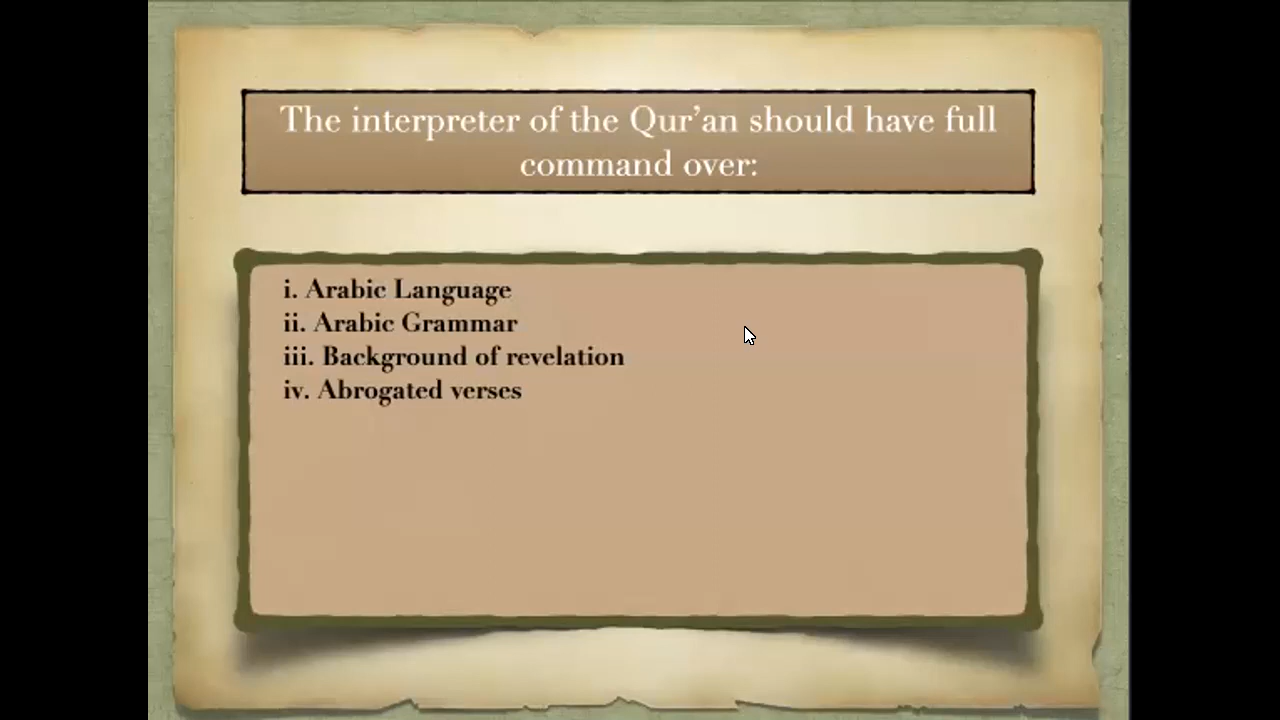 The interpreter of the Qur’an should have full
command over:
i. Arabic Language
ii. Arabic Grammar
iii. Background of revelation
iv. Abrogated verses